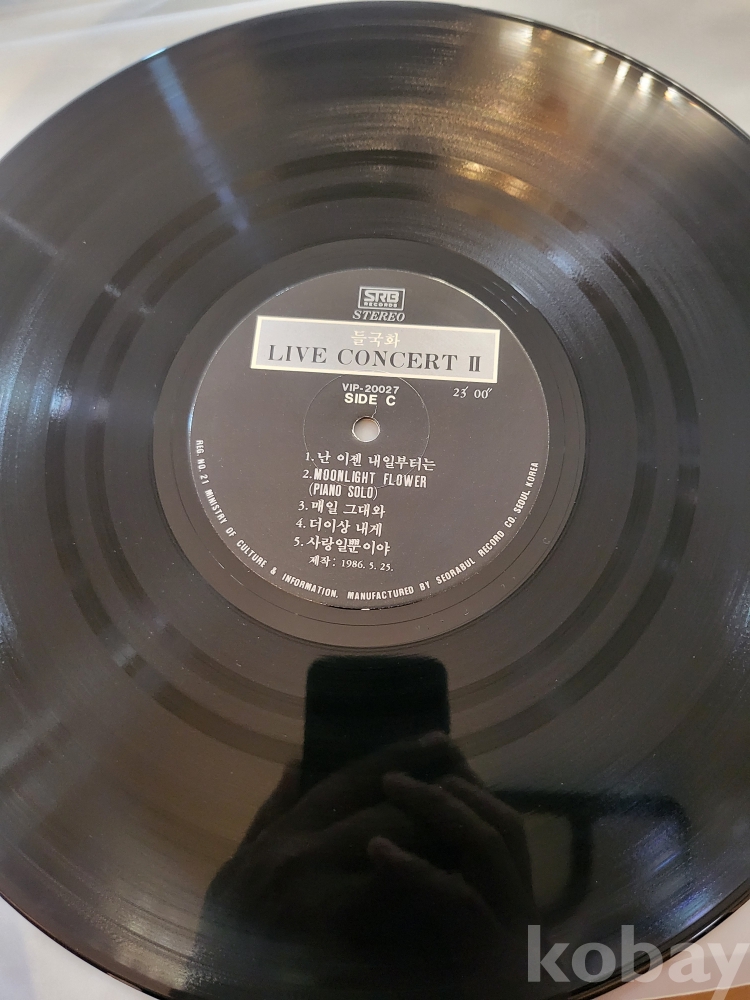 SRB
RECORDS
STEREO
들국화
LIVE CONCERT Ⅱ
VIP-20027
SIDE C
23′ 00″
1. 난 이젠 내일부터는
2. MOONLIGHT FLOWER
(PIANO SOLO)
3. 매일 그대와
4. 더이상 내게
5. 사랑일뿐이야
제작 : 1986. 5. 25.
REG. NO. 21 MINISTRY OF CULTURE & INFORMATION. MANUFACTURED BY SEORABUL RECORD CO. SEOUL KOREA
kobay